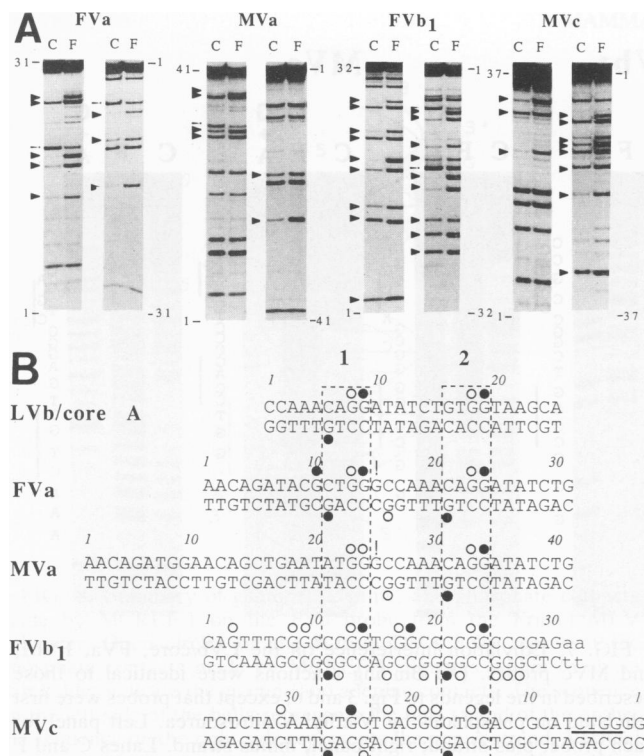 A
FVa MVa FVb1 MVc
C F C F C F C F C F C F C F C F
31- -1 41- -1 32- -1 37- -1
1- -31 1- -41 1- -32 1- -37
B
1 2
1 10 20
LVb/core A
CCAAACAGGATATCTGTGGTAAGCA
GGTTTGTCCTATAGACACCATTCGT
1 10 20 30
FVa
AACAGATACGCTGGGCCAAACAGGATATCTG
TTGTCTATGCGACCCGGTTTGTCCTATAGAC
1 10 20 30 40
MVa
AACAGATGGAACAGCTGAATATGGGCCAAACAGGATATCTG
TTGTCTACCTTGTCGACTTATACCCGGTTTGTCCTATAGAC
1 10 20 30
FVb1
CAGTTTCGGCCCGGTCGGCCCCGGCCCGAGaa
GTCAAAGCCGGGCCAGCCGGGGCCGGGCTCtt
30 20 10 1
MVc
TCTCTAGAAACTGCTGAGGGCTGGACCGCATCTGGGG
AGAGATCTTTGACGACTCCCGACCTGGCGTAGACCCC